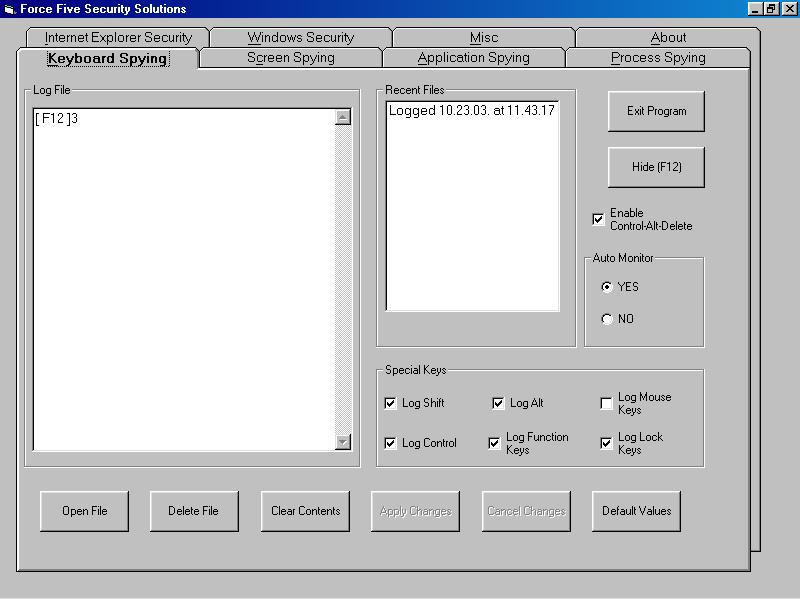 Force Five Security Solutions
Internet Explorer Security
Windows Security
Misc
About
Keyboard Spying
Screen Spying
Application Spying
Process Spying
Log File
[ F12 ]3
Recent Files
Logged 10.23.03. at 11.43.17
Exit Program
Hide (F12)
Enable
Control-Alt-Delete
Auto Monitor
YES
NO
Special Keys
Log Shift
Log Alt
Log Mouse
Keys
Log Control
Log Function
Keys
Log Lock
Keys
Open File
Delete File
Clear Contents
Apply Changes
Cancel Changes
Default Values